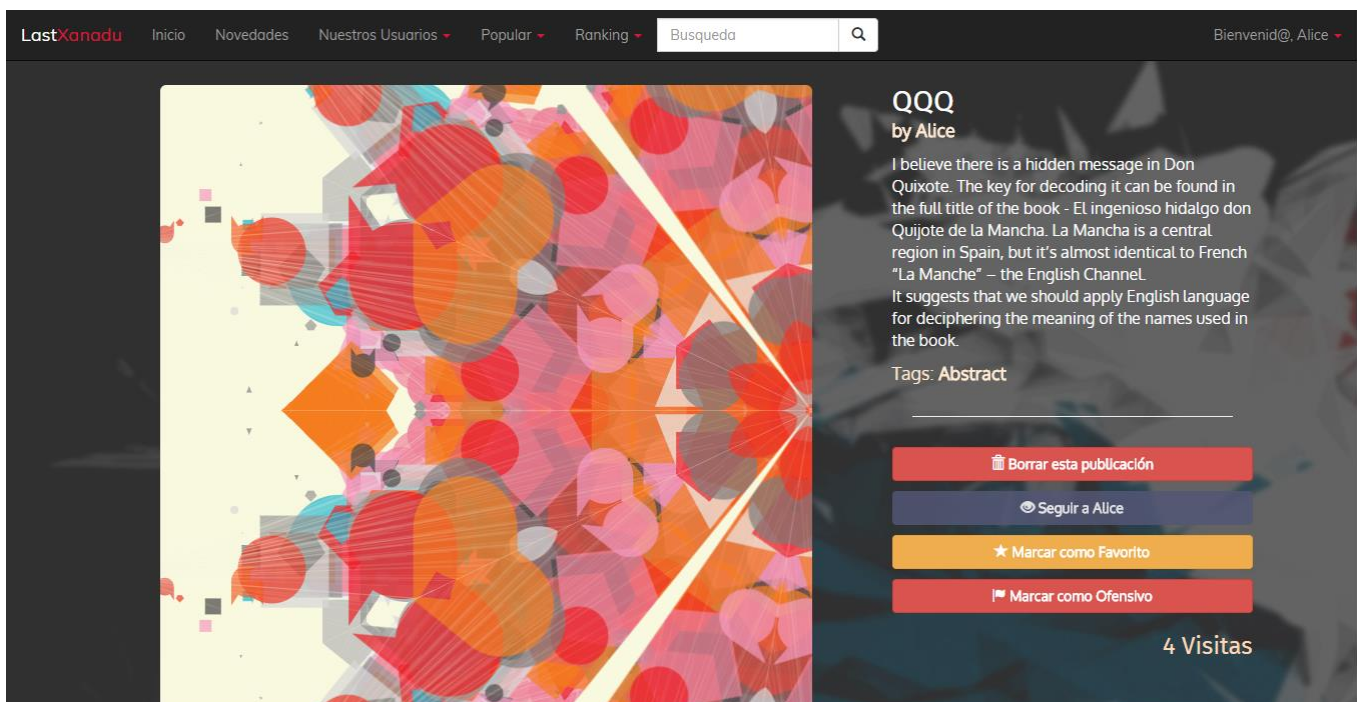 LastXanadu Inicio Novedades Nuestros Usuarios Popular Ranking Busqueda Bienvenid@, Alice
QQQ
by Alice
I believe there is a hidden message in Don
Quixote. The key for decoding it can be found in
the full title of the book - El ingenioso hidalgo don
Quijote de la Mancha. La Mancha is a central
region in Spain, but it's almost identical to French
“La Manche” – the English Channel.
It suggests that we should apply English language
for deciphering the meaning of the names used in
the book.
Tags: Abstract
Borrar esta publicación
Seguir a Alice
Marcar como Favorito
Marcar como Ofensivo
4 Visitas